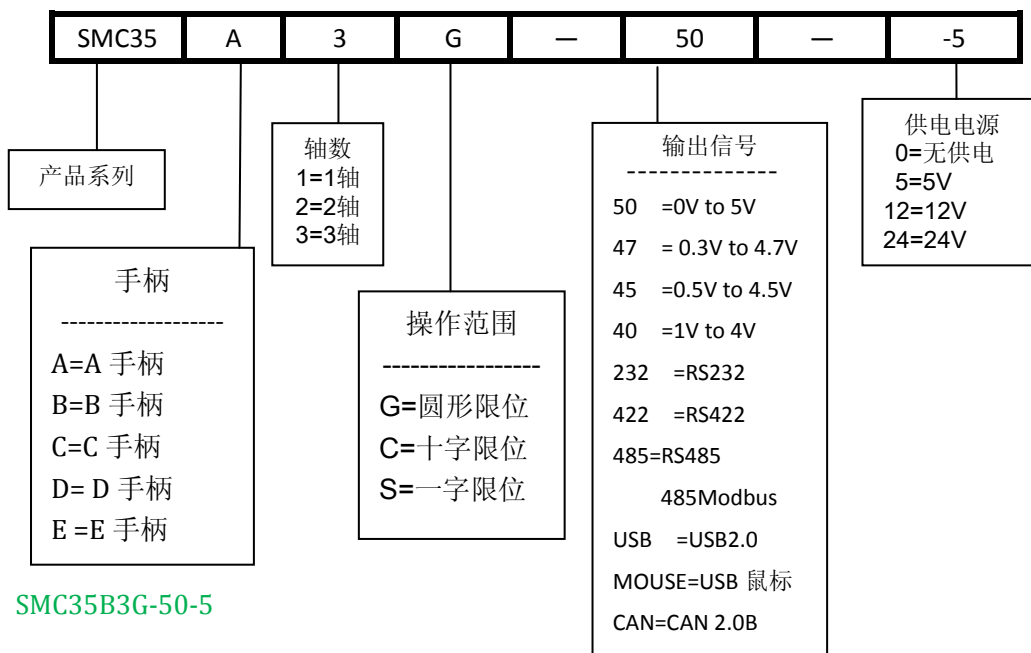 SMC35 A 3 G — 50 — -5
产品系列
手柄
-------------------
A=A 手柄
B=B 手柄
C=C 手柄
D= D 手柄
E =E 手柄
轴数
1=1轴
2=2轴
3=3轴
操作范围
-----------------
G=圆形限位
C=十字限位
S=一字限位
输出信号
--------------
50 =0V to 5V
47 = 0.3V to 4.7V
45 =0.5V to 4.5V
40 =1V to 4V
232 =RS232
422 =RS422
485=RS485
485Modbus
USB =USB2.0
MOUSE=USB 鼠标
CAN=CAN 2.0B
供电电源
0=无供电
5=5V
12=12V
24=24V
SMC35B3G-50-5